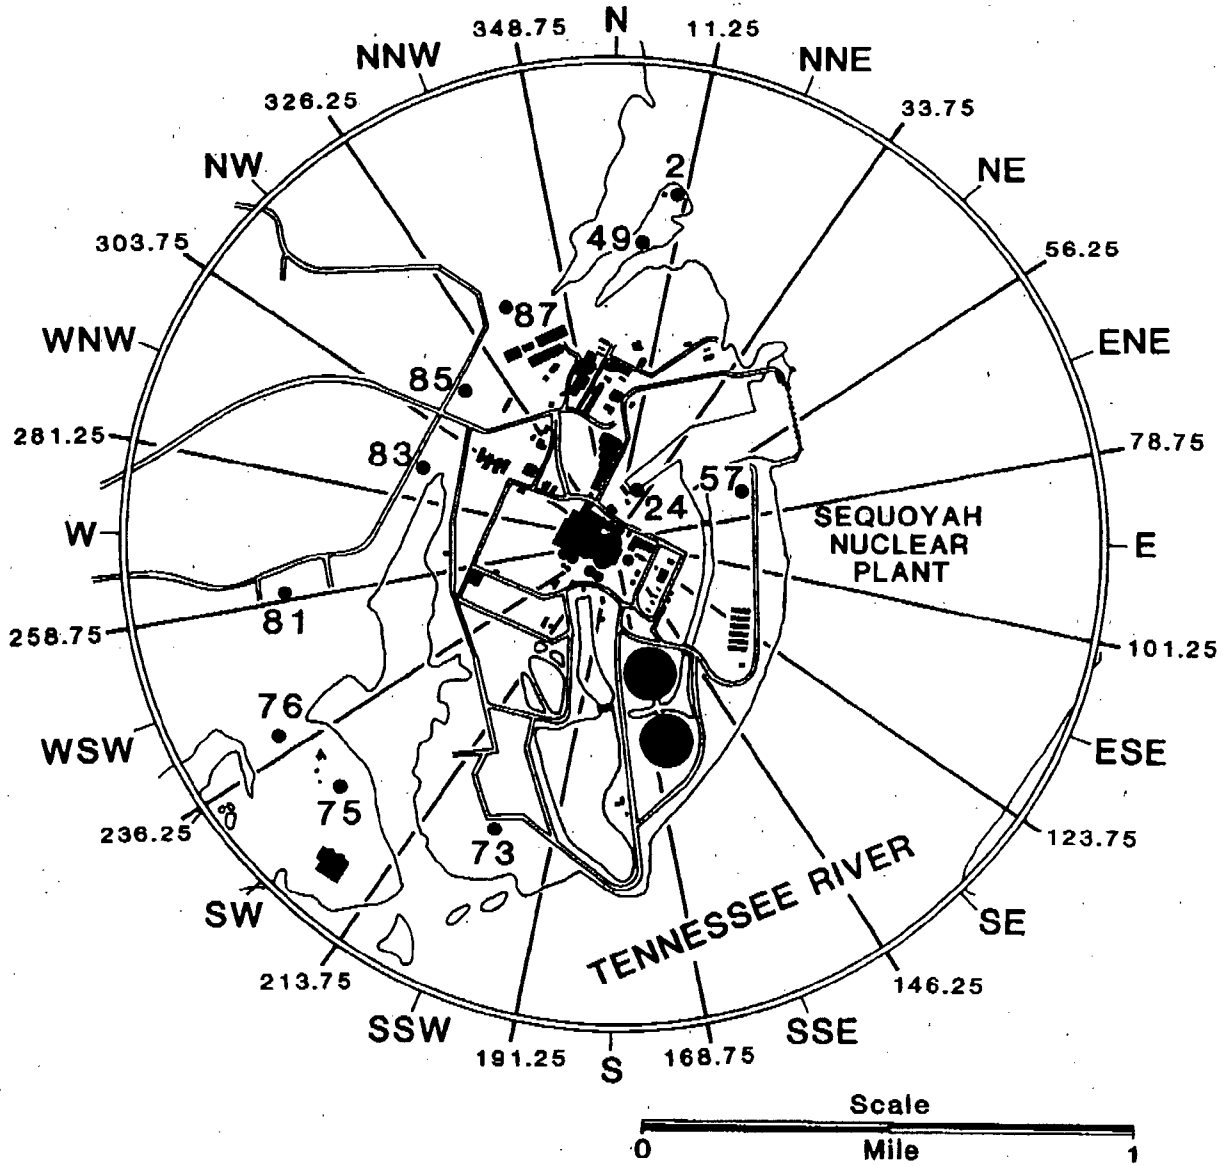 N
348.75
11.25
NNW
NNE
326.25
33.75
NW
2
NE
303.75
49
56.25
87
WNW
ENE
85
281.25
83
78.75
57
24
W
SEQUOYAH
NUCLEAR
PLANT
E
81
258.75
101.25
76
WSW
ESE
75
236.25
73
123.75
SW
TENNESSEE RIVER
SE
213.75
146.25
SSW
SSE
191.25
168.75
S
Scale
0
Mile
1